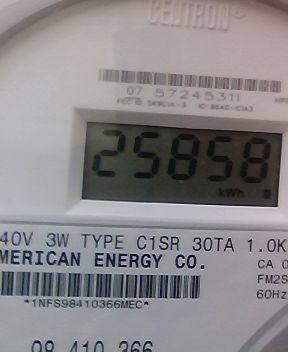 CENTRON
07 57245311
25858
kWh
40V 3W TYPE C1SR 30TA 1.0K
MERICAN ENERGY CO.
CA 0
FM2S
60Hz
*1NFS98410366MEC*
98 410 366